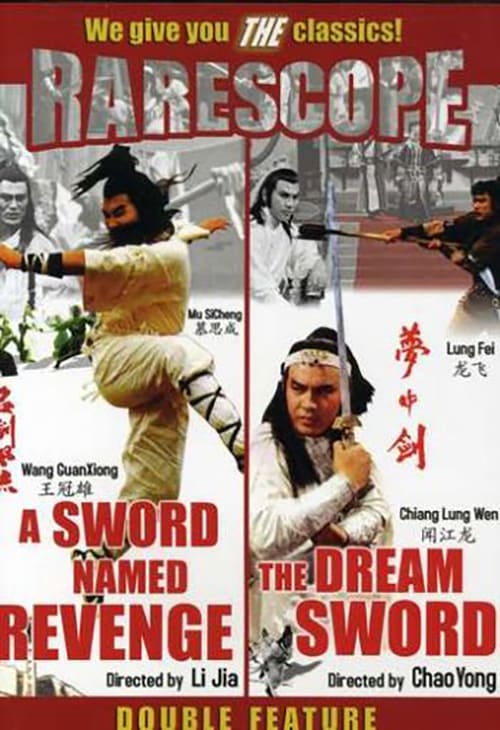 We give you THE classics!
RARESCOPE
Mu SiCheng
慕思成
Wang GuanXiong
王冠雄
A SWORD
NAMED
REVENGE
Directed by Li Jia
Lung Fei
龙飞
夢中劍
Chiang Lung Wen
闻江龙
THE DREAM
SWORD
Directed by Chao Yong
DOUBLE FEATURE